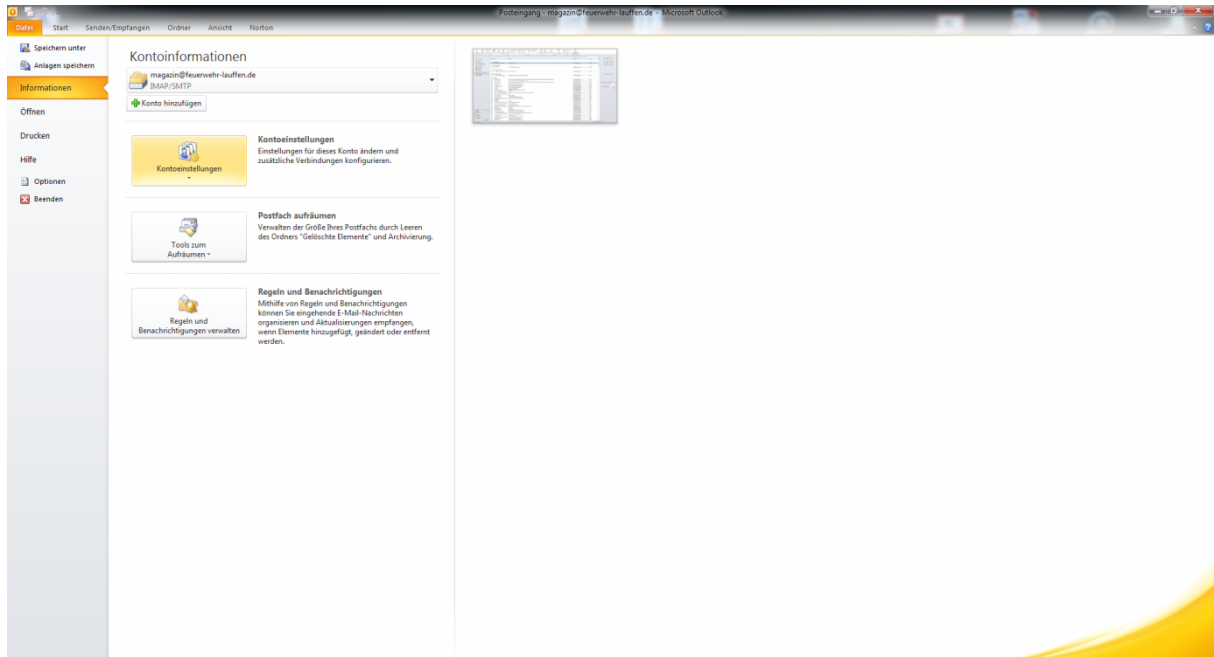 Posteingang - magazin@feuerwehr-lauffen.de - Microsoft Outlook
Datei Start Senden/Empfangen Ordner Ansicht Norton
Speichern unter
Anlagen speichern
Informationen
Öffnen
Drucken
Hilfe
Optionen
Beenden
Kontoinformationen
magazin@feuerwehr-lauffen.de
IMAP/SMTP
Konto hinzufügen
Kontoeinstellungen
Kontoeinstellungen
Einstellungen für dieses Konto ändern und
zusätzliche Verbindungen konfigurieren.
Tools zum
Aufräumen
Postfach aufräumen
Verwalten der Größe Ihres Postfachs durch Leeren
des Ordners "Gelöschte Elemente" und Archivierung.
Regeln und
Benachrichtigungen verwalten
Regeln und Benachrichtigungen
Mithilfe von Regeln und Benachrichtigungen
können Sie eingehende E-Mail-Nachrichten
organisieren und Aktualisierungen empfangen,
wenn Elemente hinzugefügt, geändert oder entfernt
werden.